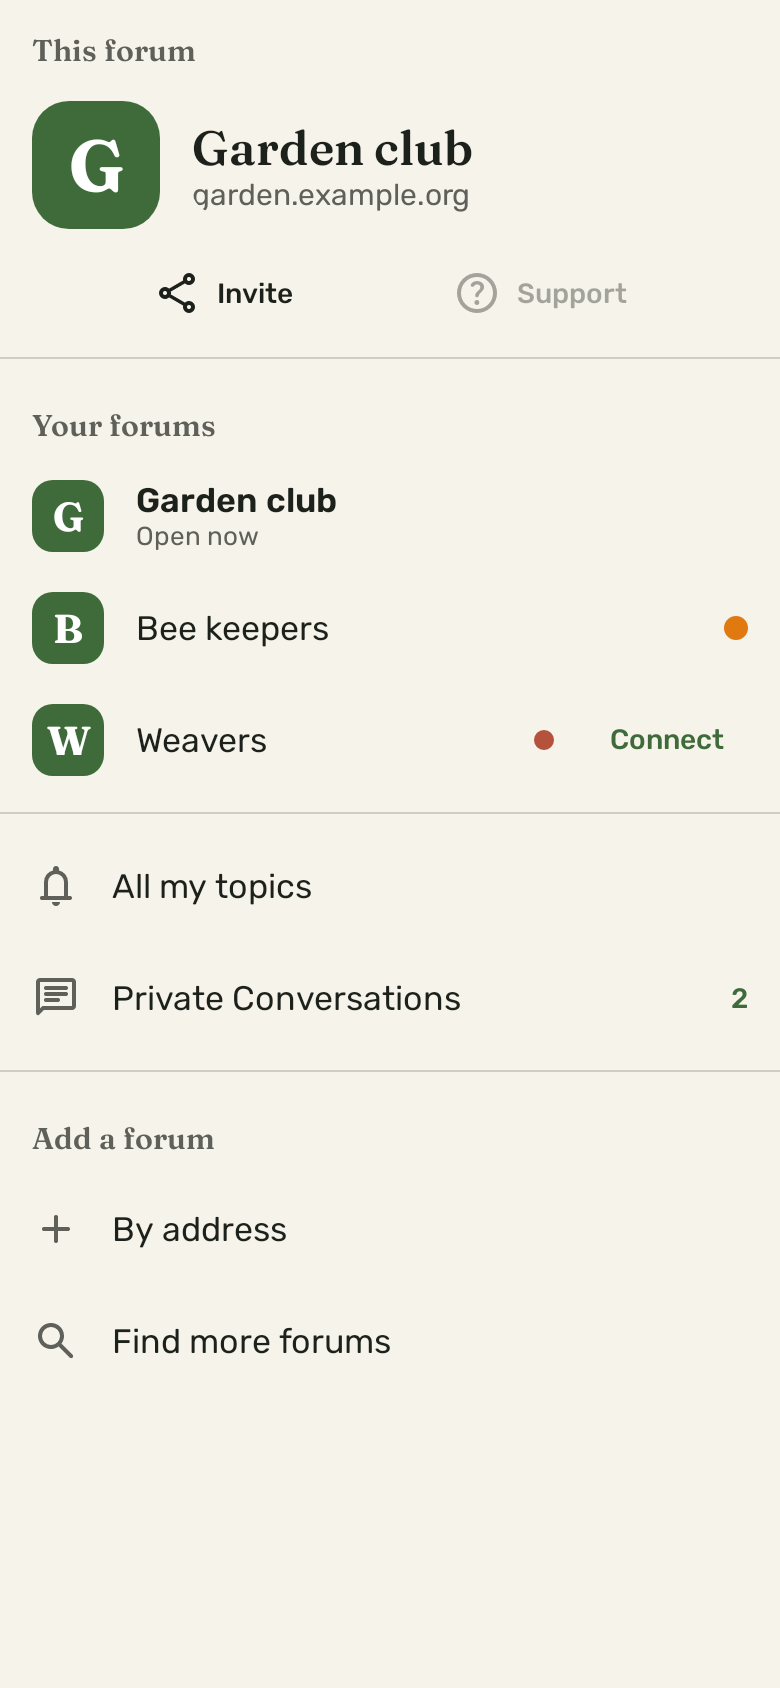 This forum
G
Garden club
garden.example.org
Invite
Support
Your forums
G
Garden club
Open now
B
Bee keepers
W
Weavers
Connect
All my topics
Private Conversations
2
Add a forum
By address
Find more forums